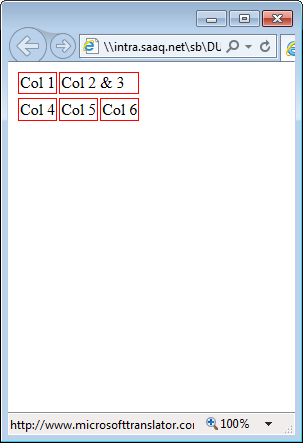 \\intra.saaq.net\sb\DU
Col 1 Col 2 & 3
Col 4 Col 5 Col 6
http://www.microsofttranslator.co
100%